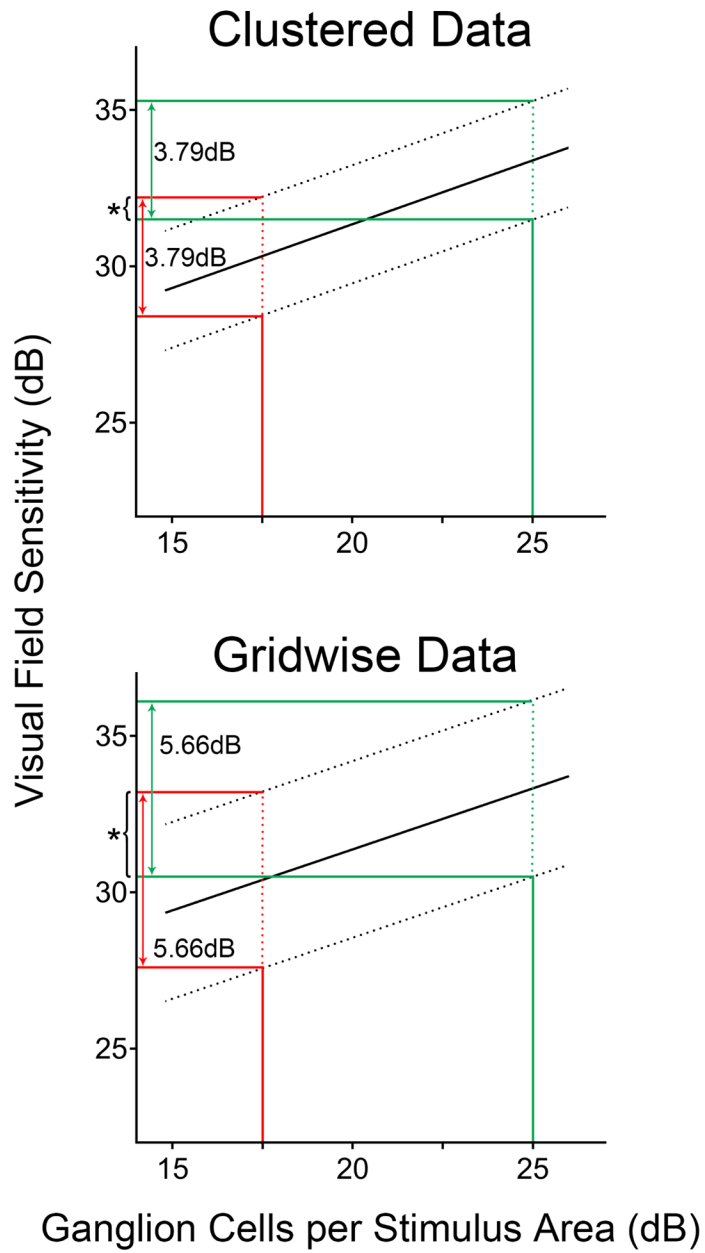 Clustered Data
35
3.79dB
*{
30
3.79dB
25
15 20 25
Gridwise Data
35
5.66dB
*{
30
5.66dB
25
15 20 25
Visual Field Sensitivity (dB)
Ganglion Cells per Stimulus Area (dB)